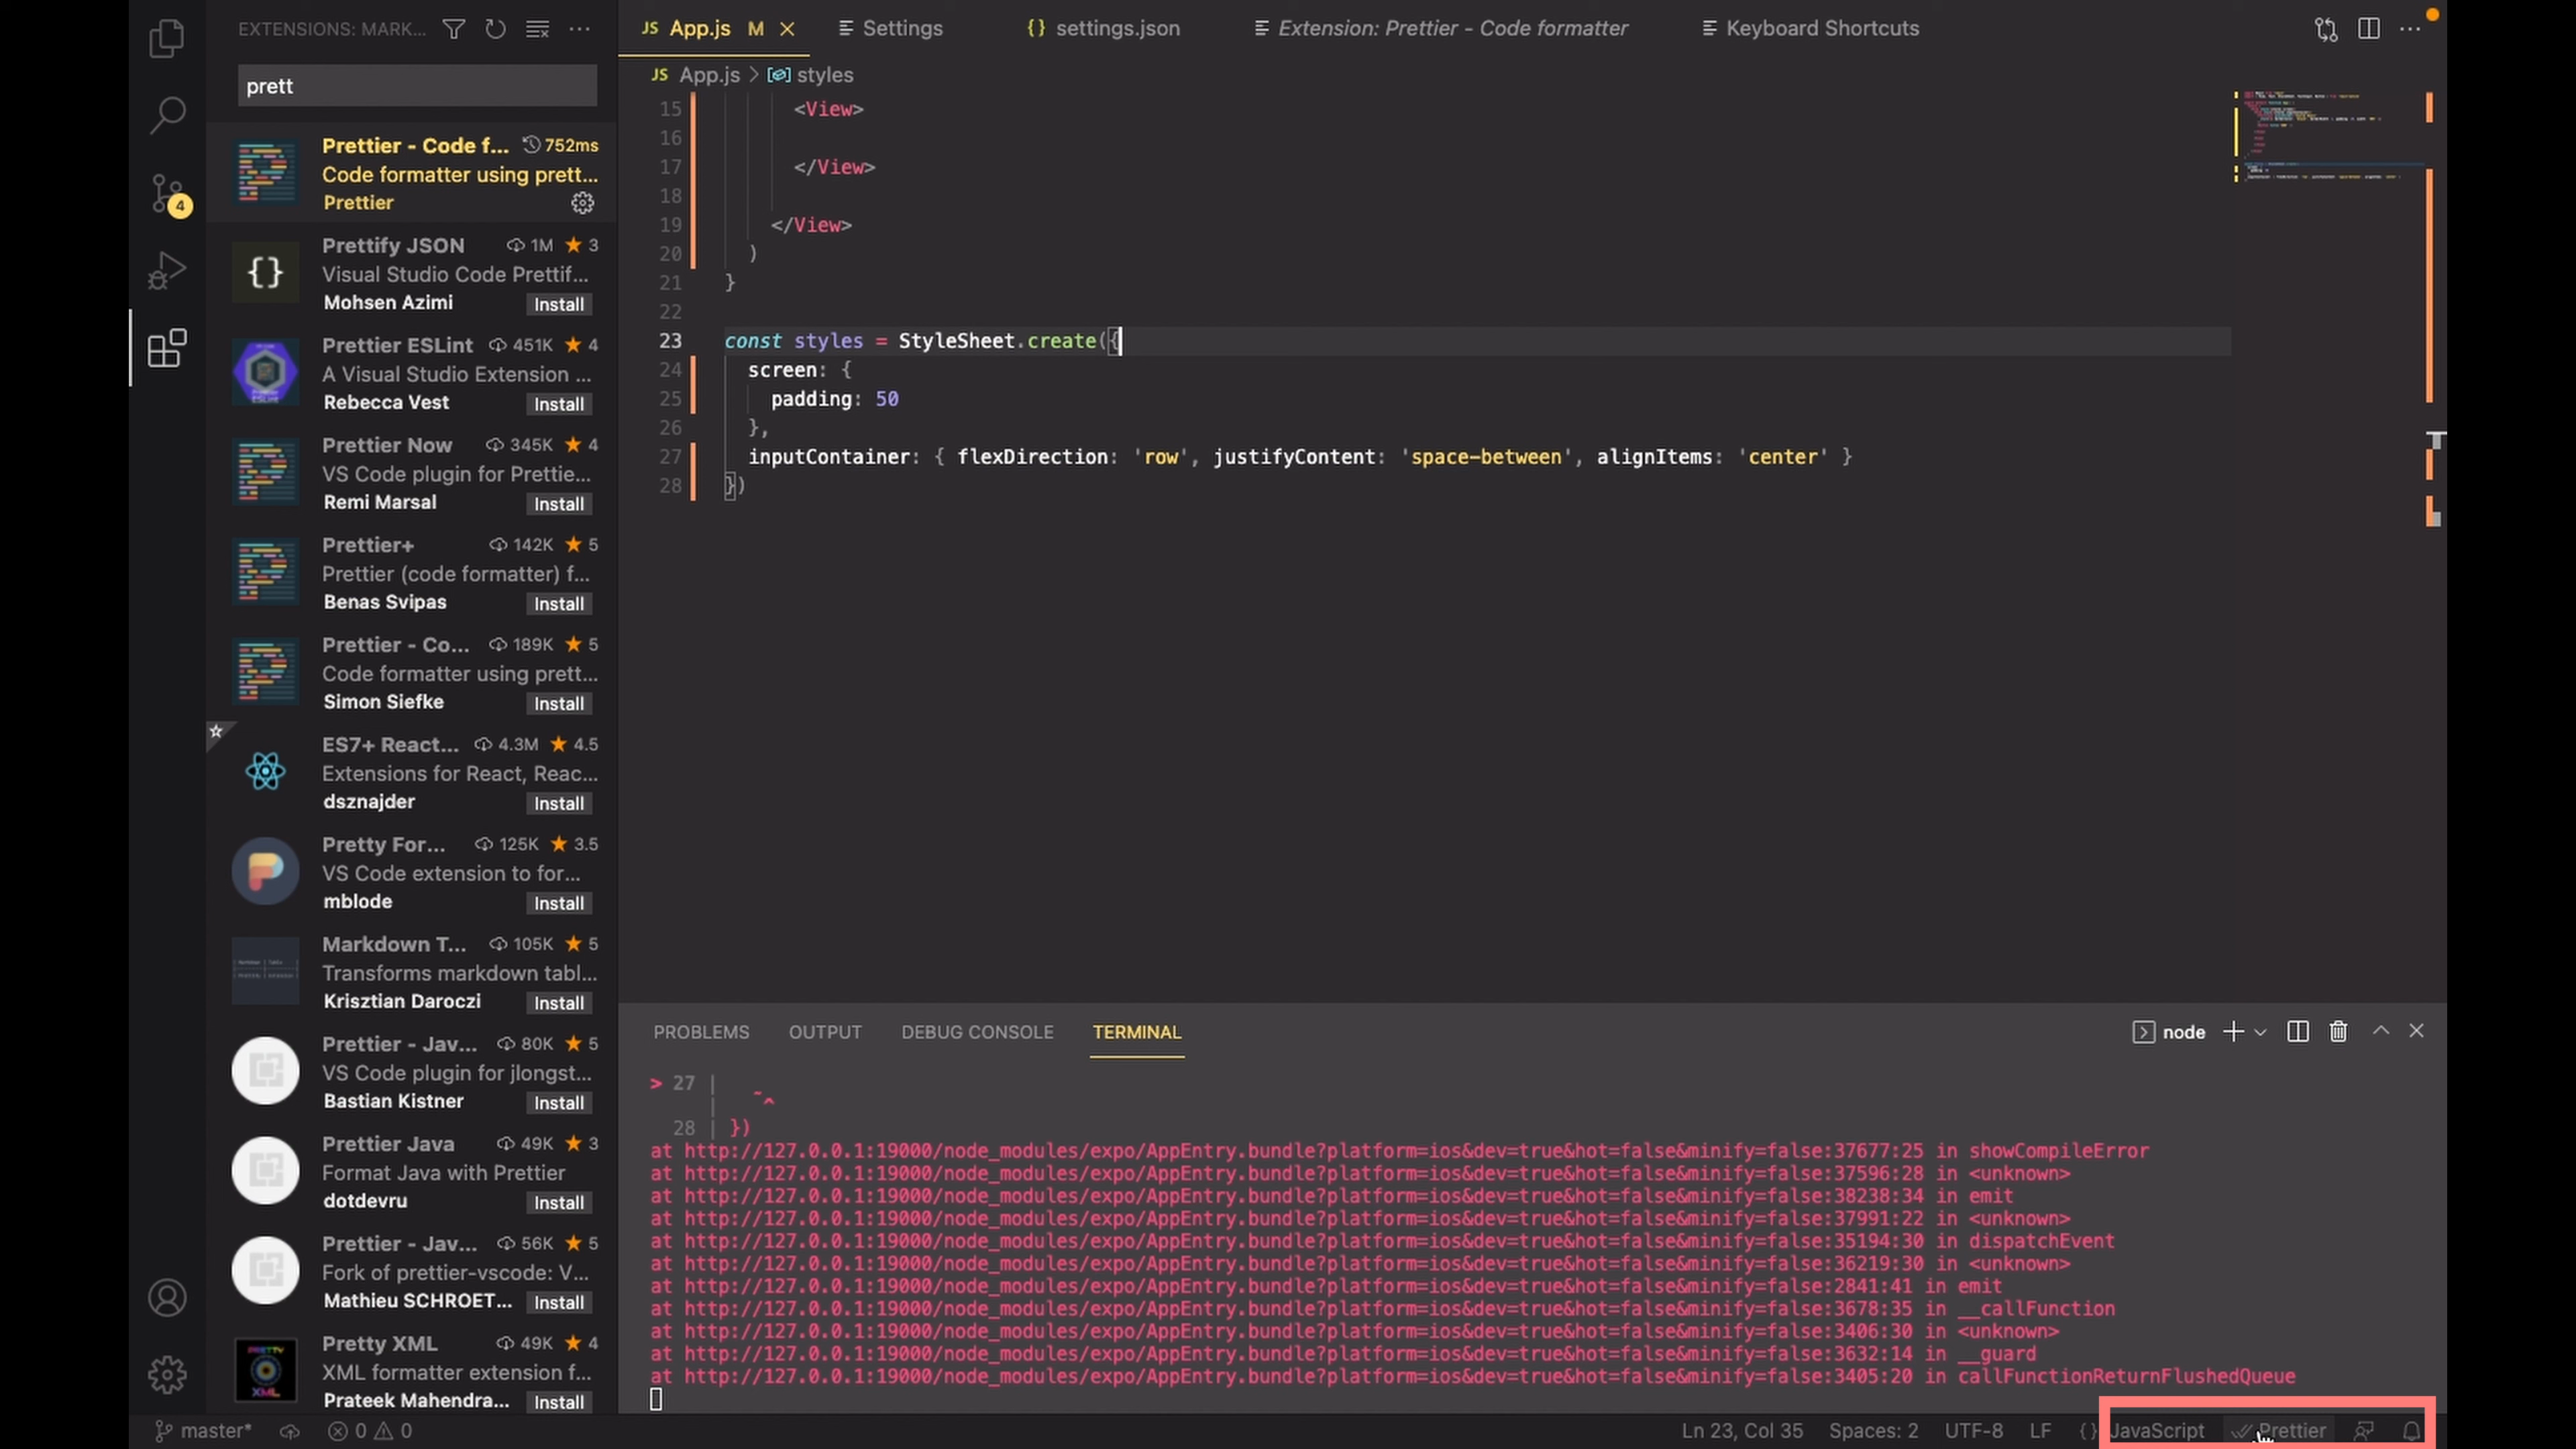 EXTENSIONS: MARK...
prett
Prettier - Code f... 752ms
Code formatter using prett...
Prettier
Prettify JSON 1M ★ 3
Visual Studio Code Prettif...
Mohsen Azimi Install
Prettier ESLint 451K ★ 4
A Visual Studio Extension ...
Rebecca Vest Install
Prettier Now 345K ★ 4
VS Code plugin for Prettie...
Remi Marsal Install
Prettier+ 142K ★ 5
Prettier (code formatter) f...
Benas Svipas Install
Prettier - Co... 189K ★ 5
Code formatter using prett...
Simon Siefke Install
ES7+ React... 4.3M ★ 4.5
Extensions for React, Reac...
dsznajder Install
Pretty For... 125K ★ 3.5
VS Code extension to for...
mblode Install
Markdown T... 105K ★ 5
Transforms markdown tabl...
Krisztian Daroczi Install
Prettier - Jav... 80K ★ 5
VS Code plugin for jlongst...
Bastian Kistner Install
Prettier Java 49K ★ 3
Format Java with Prettier
dotdevru Install
Prettier - Jav... 56K ★ 5
Fork of prettier-vscode: V...
Mathieu SCHROET... Install
Pretty XML 49K ★ 4
XML formatter extension f...
Prateek Mahendra... Install
4
JS App.js M Settings {} settings.json Extension: Prettier - Code formatter Keyboard Shortcuts
JS App.js > styles
15 <View>
16
17 </View>
18
19 </View>
20 )
21 }
22
23 const styles = StyleSheet.create({
24 screen: {
25 padding: 50
26 },
27 inputContainer: { flexDirection: 'row', justifyContent: 'space-between', alignItems: 'center' }
28 })
PROBLEMS OUTPUT DEBUG CONSOLE TERMINAL node
> 27 |
| ^
28 | })
at http://127.0.0.1:19000/node_modules/expo/AppEntry.bundle?platform=ios&dev=true&hot=false&minify=false:37677:25 in showCompileError
at http://127.0.0.1:19000/node_modules/expo/AppEntry.bundle?platform=ios&dev=true&hot=false&minify=false:37596:28 in <unknown>
at http://127.0.0.1:19000/node_modules/expo/AppEntry.bundle?platform=ios&dev=true&hot=false&minify=false:38238:34 in emit
at http://127.0.0.1:19000/node_modules/expo/AppEntry.bundle?platform=ios&dev=true&hot=false&minify=false:37991:22 in <unknown>
at http://127.0.0.1:19000/node_modules/expo/AppEntry.bundle?platform=ios&dev=true&hot=false&minify=false:35194:30 in dispatchEvent
at http://127.0.0.1:19000/node_modules/expo/AppEntry.bundle?platform=ios&dev=true&hot=false&minify=false:36219:30 in <unknown>
at http://127.0.0.1:19000/node_modules/expo/AppEntry.bundle?platform=ios&dev=true&hot=false&minify=false:2841:41 in emit
at http://127.0.0.1:19000/node_modules/expo/AppEntry.bundle?platform=ios&dev=true&hot=false&minify=false:3678:35 in __callFunction
at http://127.0.0.1:19000/node_modules/expo/AppEntry.bundle?platform=ios&dev=true&hot=false&minify=false:3406:30 in <unknown>
at http://127.0.0.1:19000/node_modules/expo/AppEntry.bundle?platform=ios&dev=true&hot=false&minify=false:3632:14 in __guard
at http://127.0.0.1:19000/node_modules/expo/AppEntry.bundle?platform=ios&dev=true&hot=false&minify=false:3405:20 in callFunctionReturnFlushedQueue
master* 0 0 Ln 23, Col 35 Spaces: 2 UTF-8 LF {} JavaScript Prettier